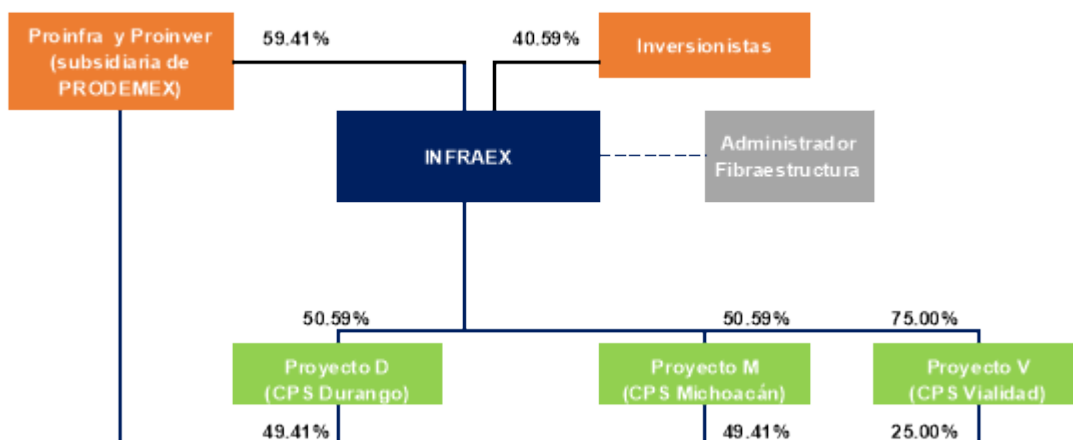 Proinfra y Proinver
(subsidiaria de
PRODEMEX)
59.41%
40.59%
Inversionistas
INFRAEX
Administrador
Fibraestructura
50.59%
50.59%
75.00%
Proyecto D
(CPS Durango)
Proyecto M
(CPS Michoacán)
Proyecto V
(CPS Vialidad)
49.41%
49.41%
25.00%